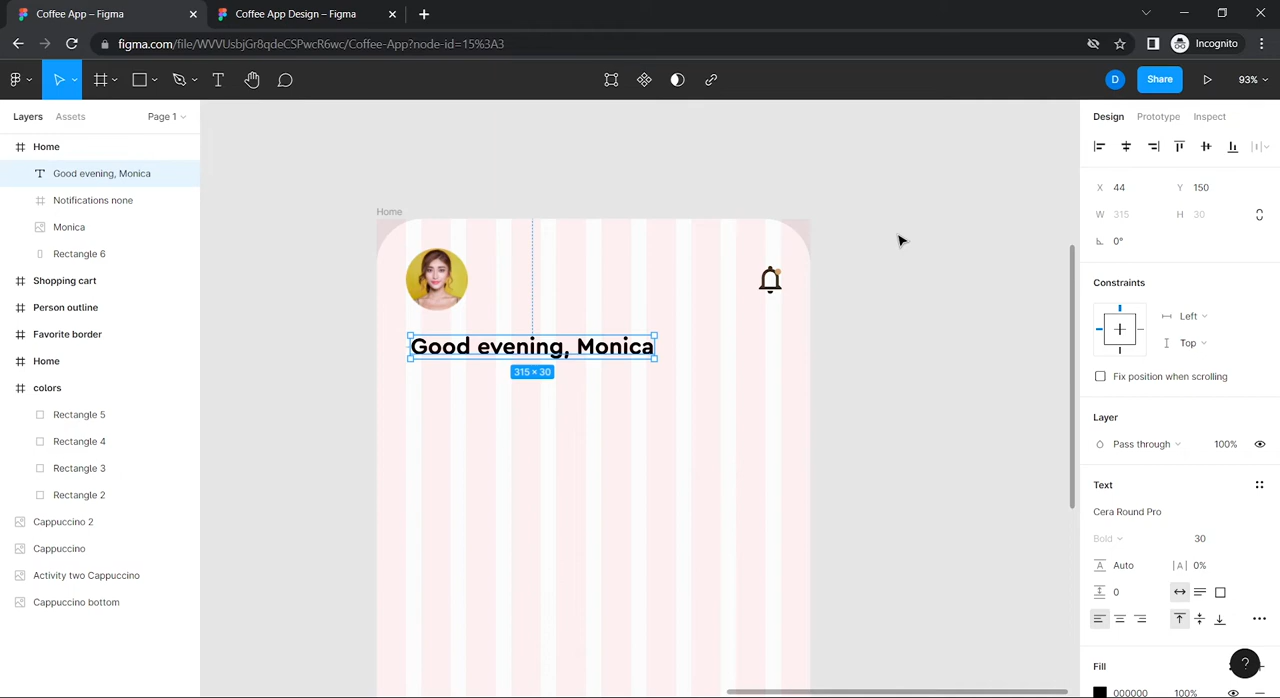 Coffee App – Figma
Coffee App Design – Figma
figma.com/file/WVVUsbjGr8qdeCSPwcR6wc/Coffee-App?node-id=15%3A3
Incognito
D
Share
93%
Layers
Assets
Page 1
Design
Prototype
Inspect
Home
T Good evening, Monica
Notifications none
Monica
Rectangle 6
Shopping cart
Person outline
Favorite border
Home
colors
Rectangle 5
Rectangle 4
Rectangle 3
Rectangle 2
Cappuccino 2
Cappuccino
Activity two Cappuccino
Cappuccino bottom
Home
Good evening, Monica
315 × 30
X 44 Y 150
W 315 H 30
0°
Constraints
Left
Top
Fix position when scrolling
Layer
Pass through 100%
Text
Cera Round Pro
Bold 30
A Auto |A| 0%
0
Fill
?
000000 100%